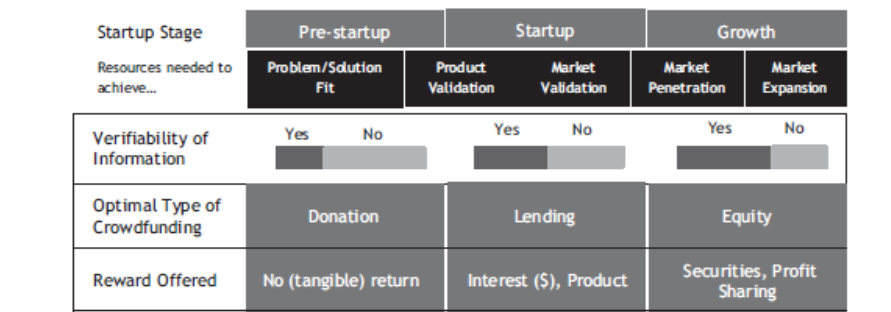 Startup Stage Pre-startup Startup Growth
Resources needed to Problem/Solution Product Market Market Market
achieve... Fit Validation Validation Penetration Expansion
Verifiability of Yes No Yes No Yes No
Information
Optimal Type of Donation Lending Equity
Crowdfunding
Reward Offered No (tangible) return Interest ($), Product Securities, Profit
Sharing